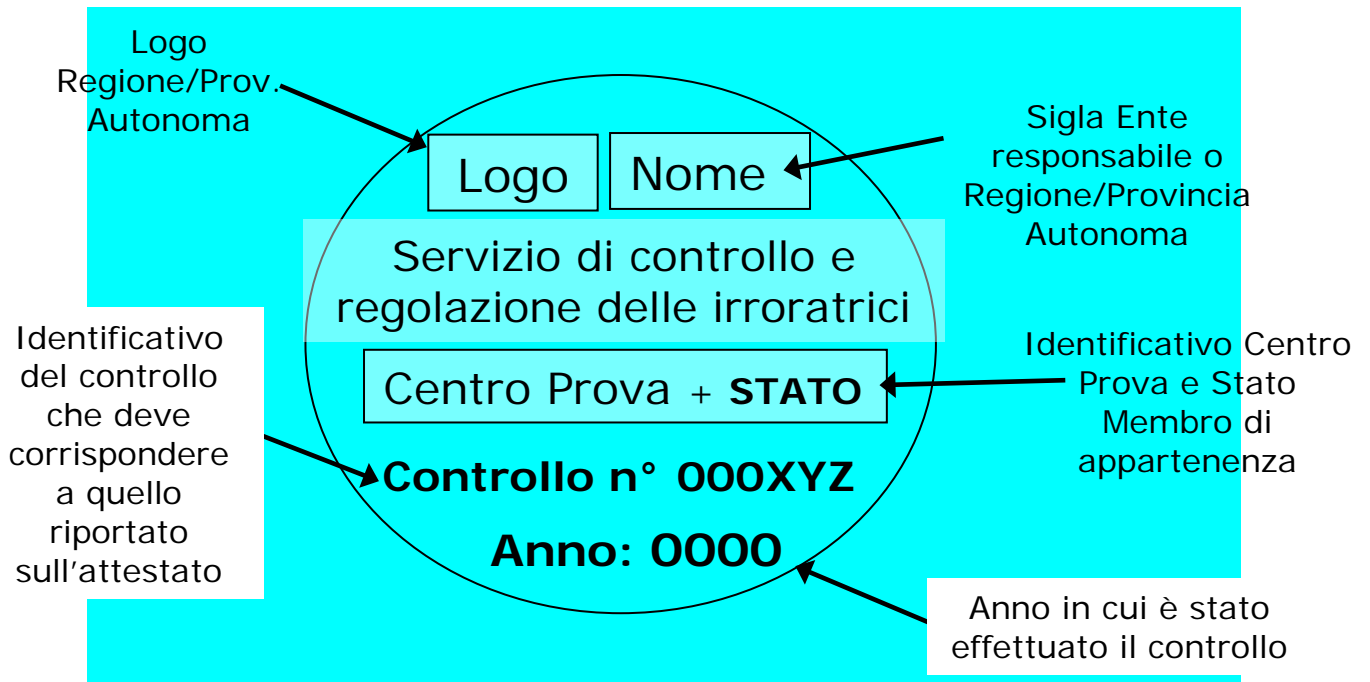 Logo
Regione/Prov.
Autonoma
Sigla Ente
responsabile o
Regione/Provincia
Autonoma
Logo
Nome
Servizio di controllo e
regolazione delle irroratrici
Identificativo
del controllo
che deve
corrispondere
a quello
riportato
sull'attestato
Centro Prova + STATO
Identificativo Centro
Prova e Stato
Membro di
appartenenza
Controllo n° 000XYZ
Anno: 0000
Anno in cui è stato
effettuato il controllo